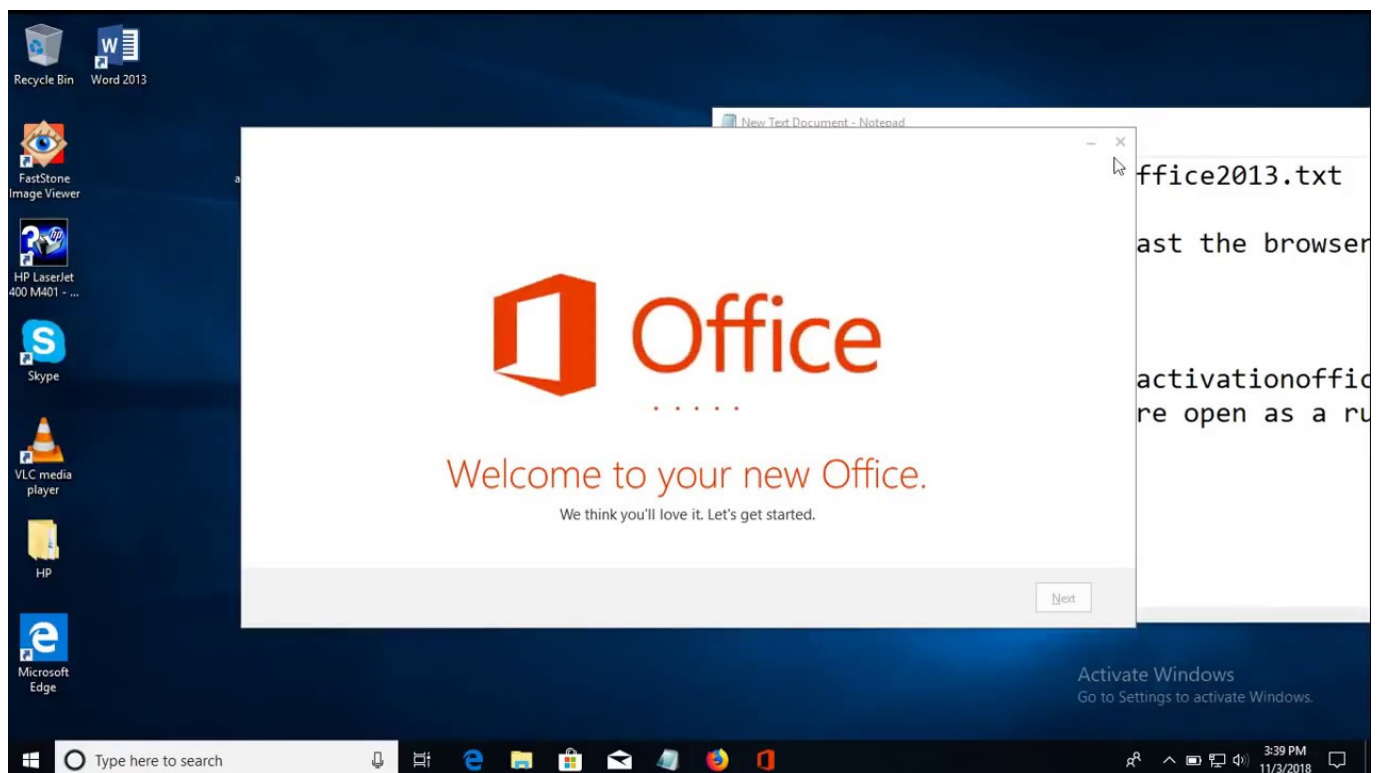 Recycle Bin
Word 2013
FastStone
Image Viewer
HP LaserJet
400 M401 - ...
Skype
VLC media
player
HP
Microsoft
Edge
a
New Text Document - Notepad
ffice2013.txt
ast the browser
activationoffic
re open as a ru
Office
Welcome to your new Office.
We think you'll love it. Let's get started.
Next
Activate Windows
Go to Settings to activate Windows.
Type here to search
3:39 PM
11/3/2018